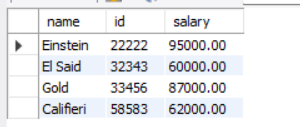 name id salary
Einstein 22222 95000.00
El Said 32343 60000.00
Gold 33456 87000.00
Califieri 58583 62000.00